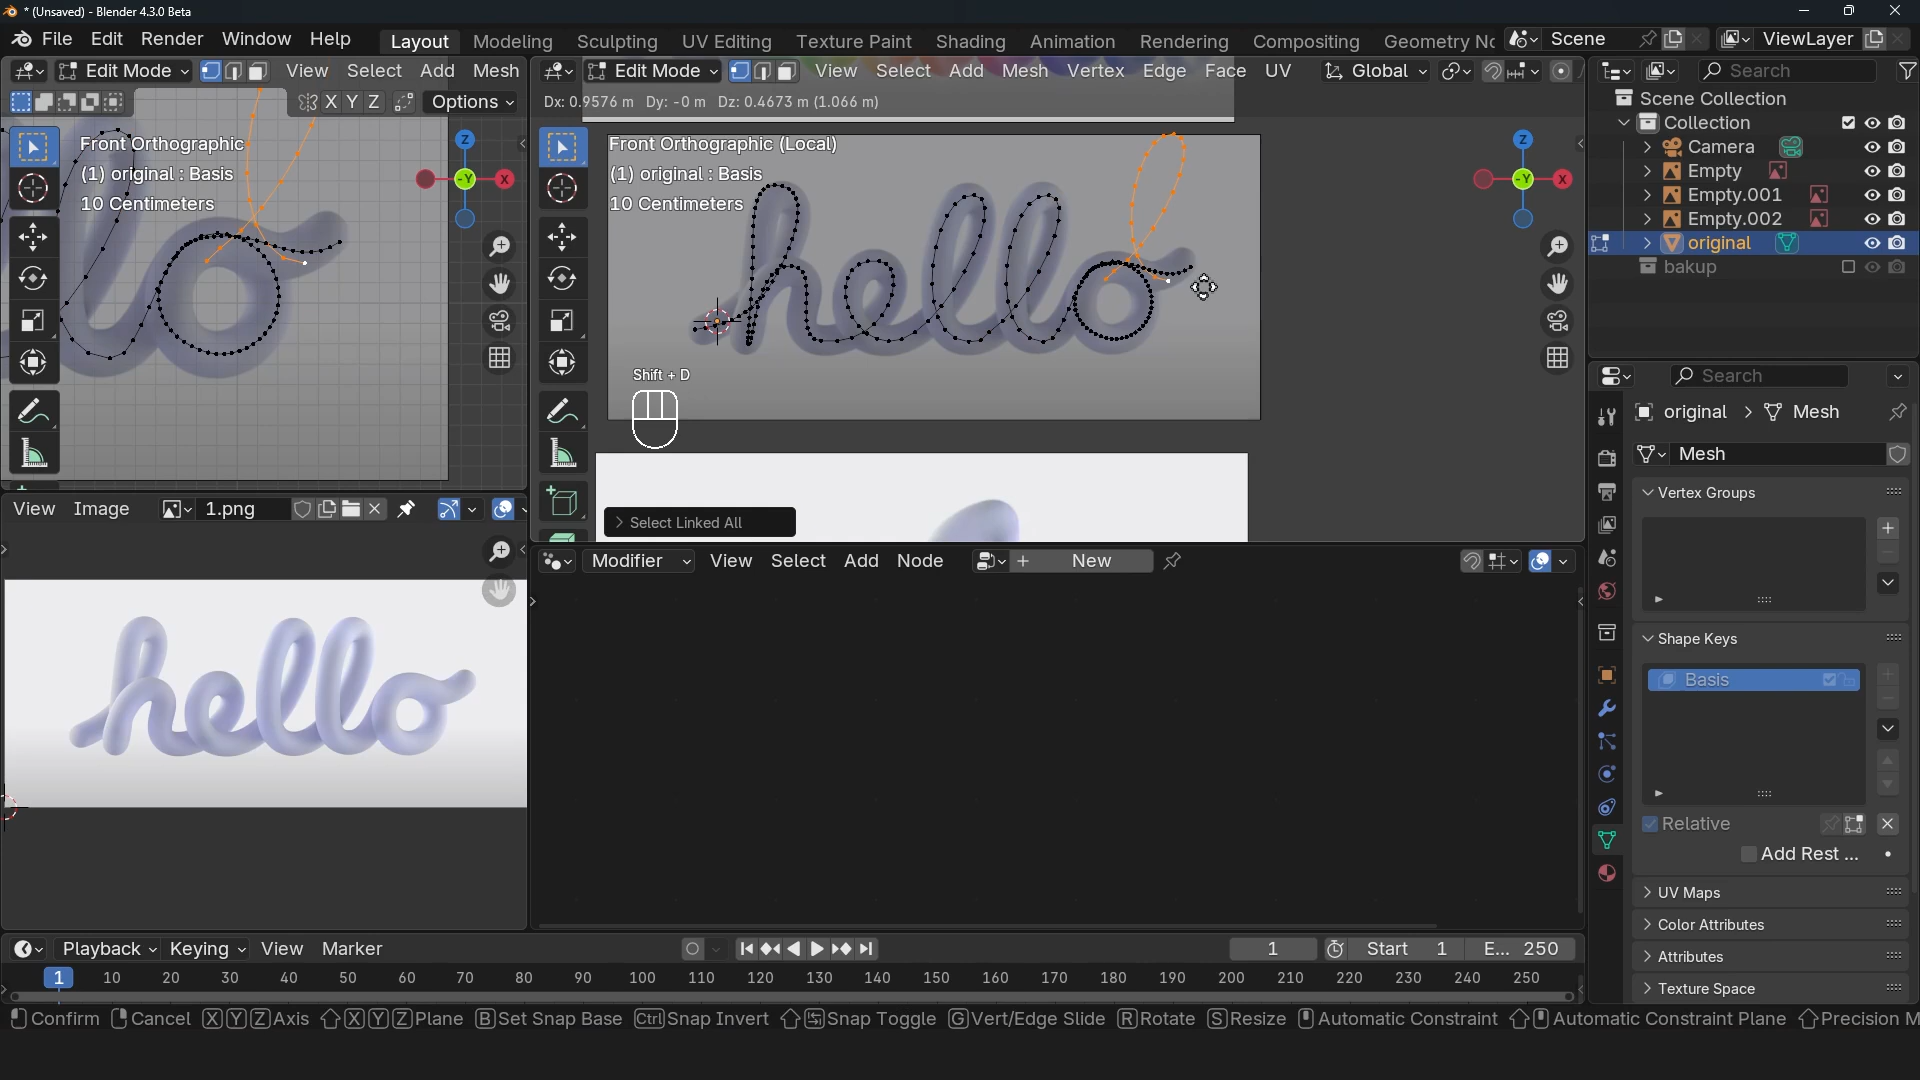 * (Unsaved) - Blender 4.3.0 Beta
File Edit Render Window Help Layout Modeling Sculpting UV Editing Texture Paint Shading Animation Rendering Compositing Geometry No Scene ViewLayer
Edit Mode View Select Add Mesh
Edit Mode View Select Add Mesh Vertex Edge Face UV Global
Search
X Y Z Options
Dx: 0.9576 m Dy: -0 m Dz: 0.4673 m (1.066 m)
Front Orthographic
(1) original : Basis
10 Centimeters
Z
X
-Y
Front Orthographic (Local)
(1) original : Basis
10 Centimeters
Z
X
-Y
hello
Shift + D
Select Linked All
Scene Collection
Collection
Camera
Empty
Empty.001
Empty.002
original
bakup
View Image 1.png
hello
Modifier View Select Add Node New
Search
original Mesh
Mesh
Vertex Groups
Shape Keys
Basis
Relative
Add Rest ...
UV Maps
Color Attributes
Attributes
Texture Space
Playback Keying View Marker 1 Start 1 E... 250
1 10 20 30 40 50 60 70 80 90 100 110 120 130 140 150 160 170 180 190 200 210 220 230 240 250
Confirm Cancel X Y Z Axis X Y Z Plane B Set Snap Base Ctrl Snap Invert Snap Toggle G Vert/Edge Slide R Rotate S Resize Automatic Constraint Automatic Constraint Plane Precision M